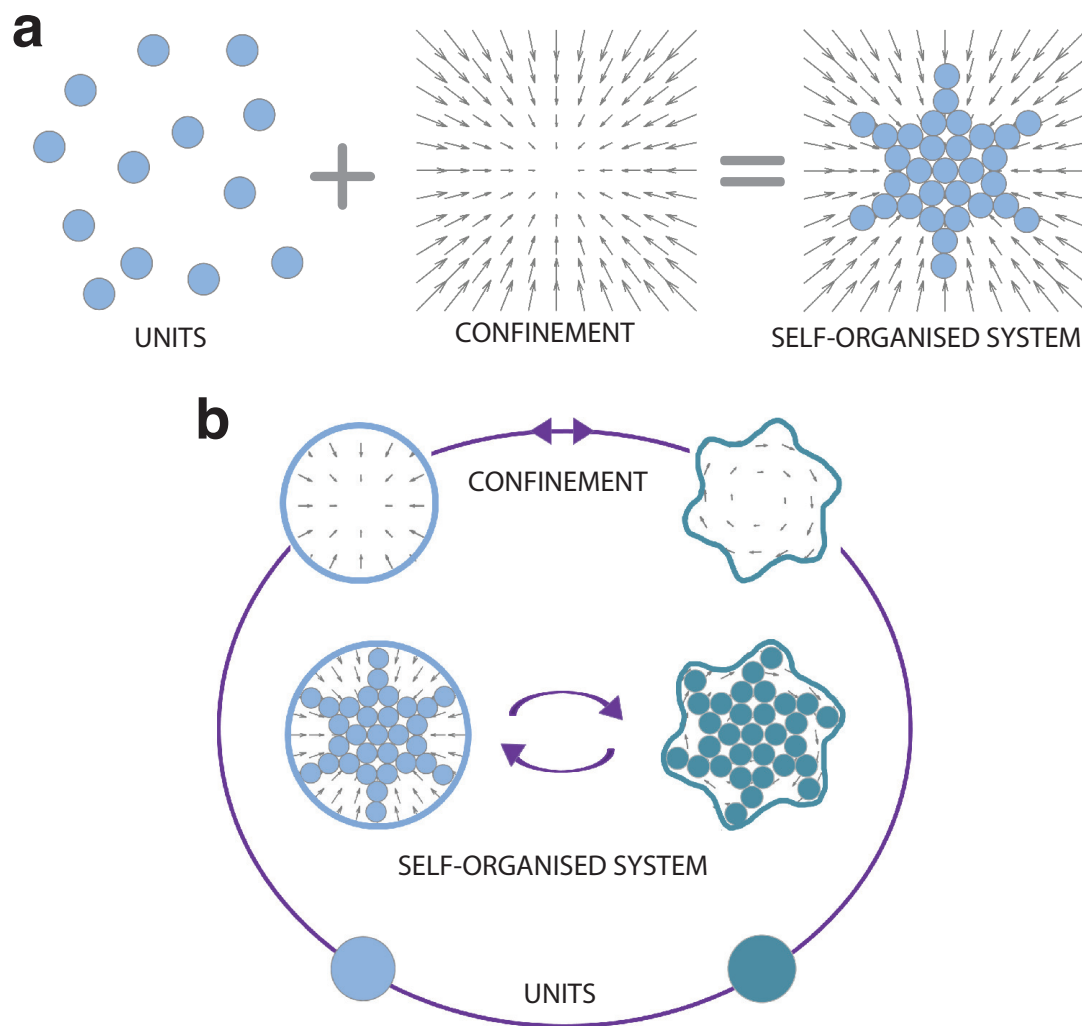 a
UNITS
CONFINEMENT
SELF-ORGANISED SYSTEM
b
CONFINEMENT
SELF-ORGANISED SYSTEM
UNITS